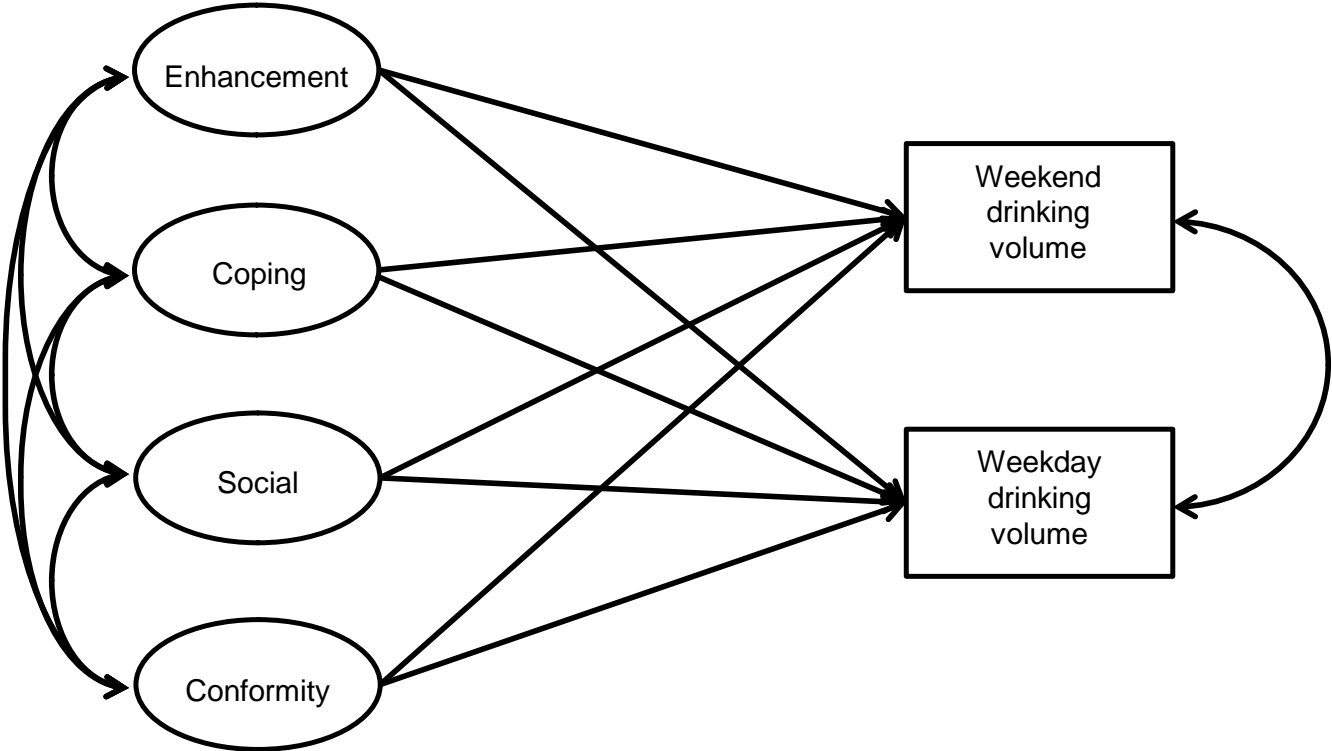 Enhancement
Coping
Social
Conformity
Weekend
drinking
volume
Weekday
drinking
volume